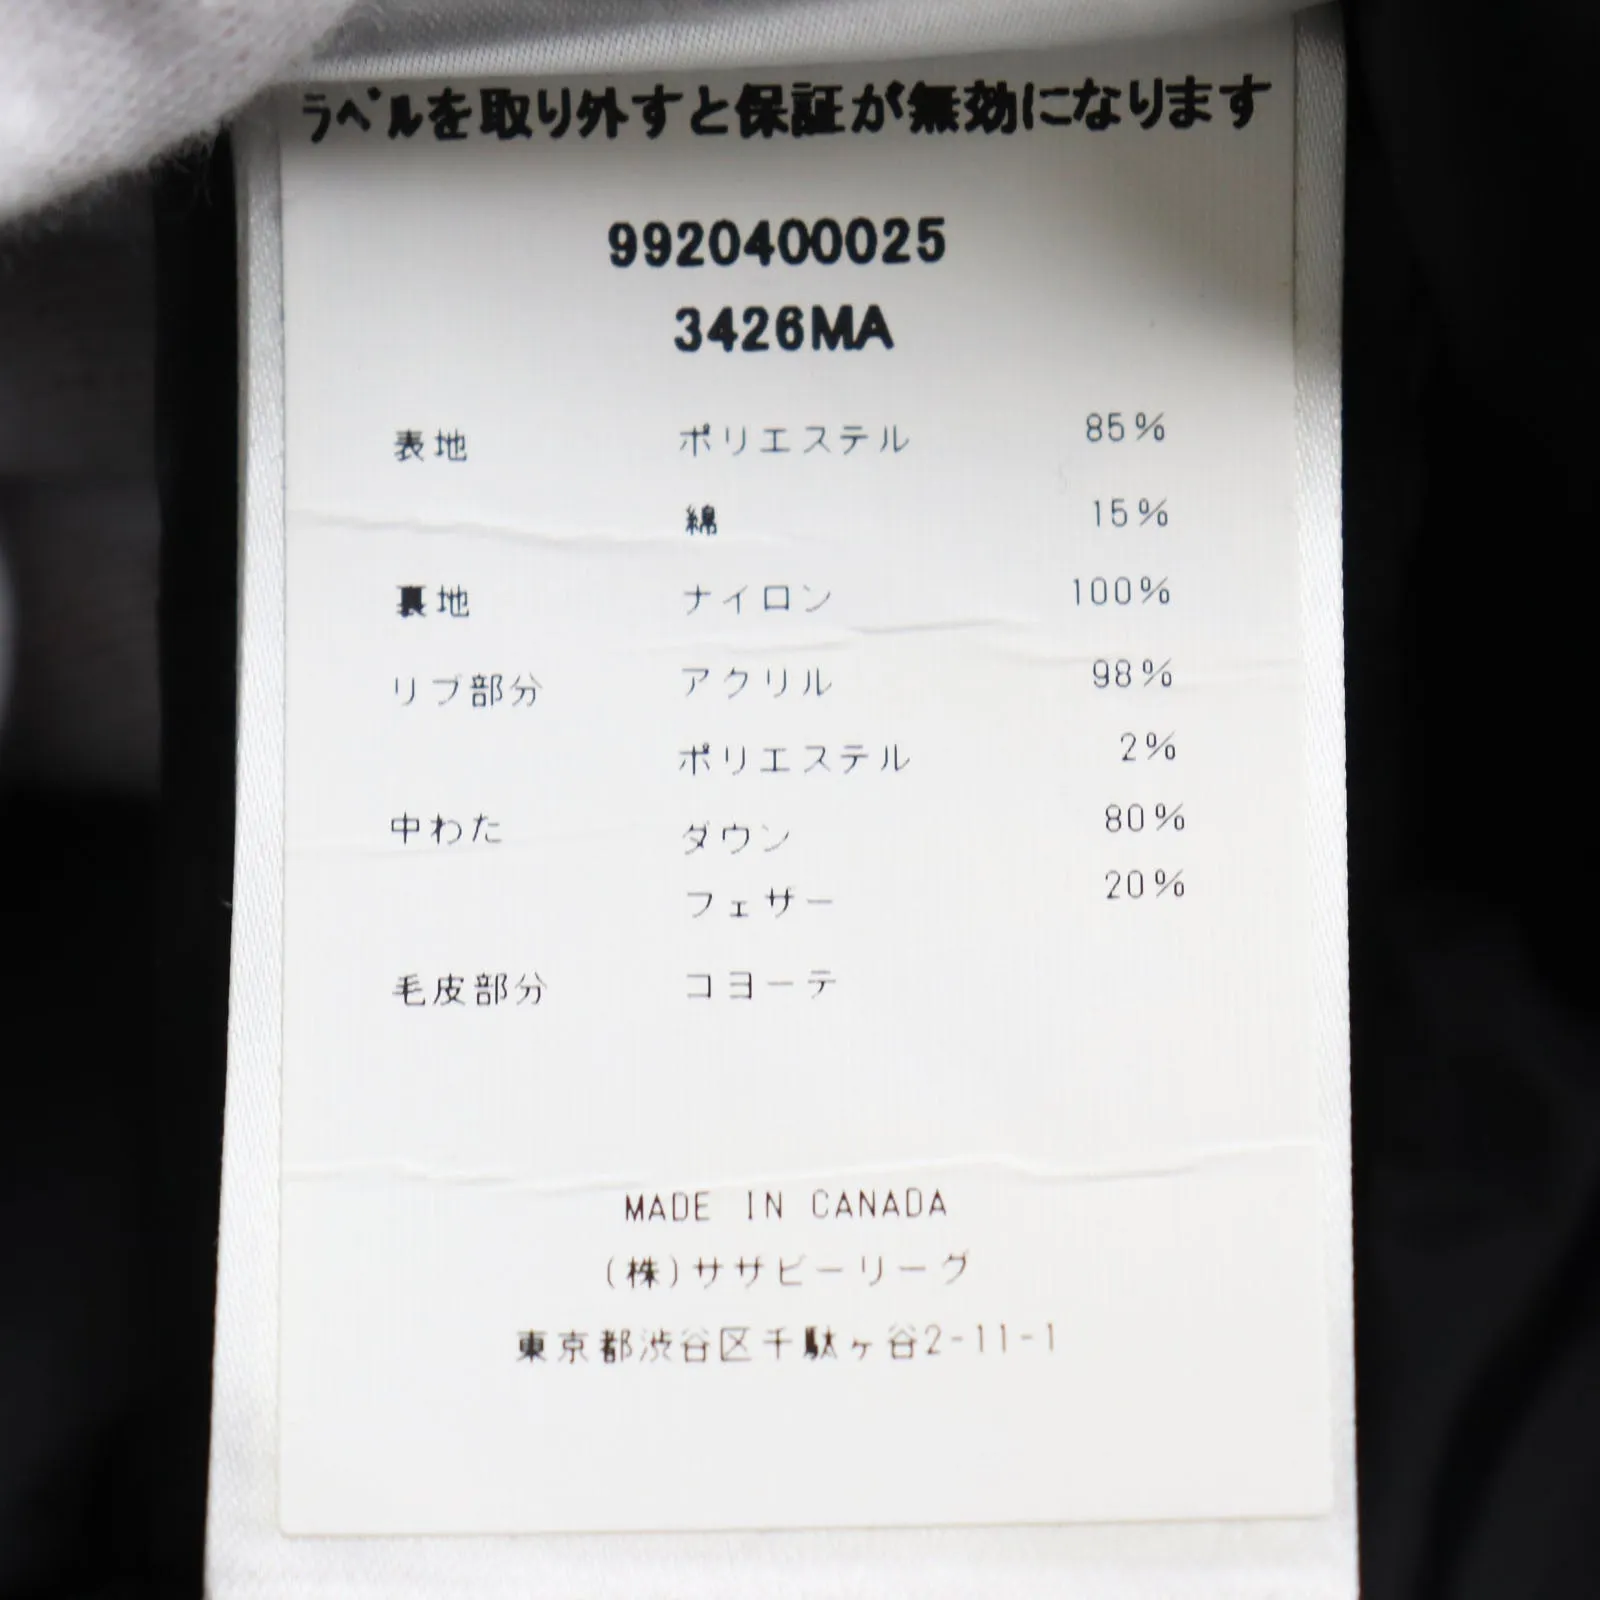 ラベルを取り外すと保証が無効になります
9920400025
3426MA
表地 ポリエステル 85%
綿 15%
裏地 ナイロン 100%
リブ部分 アクリル 98%
ポリエステル 2%
中わた ダウン 80%
フェザー 20%
毛皮部分 コヨーテ
MADE IN CANADA
(株)ササビーリーグ
東京都渋谷区千駄ヶ谷2-11-1